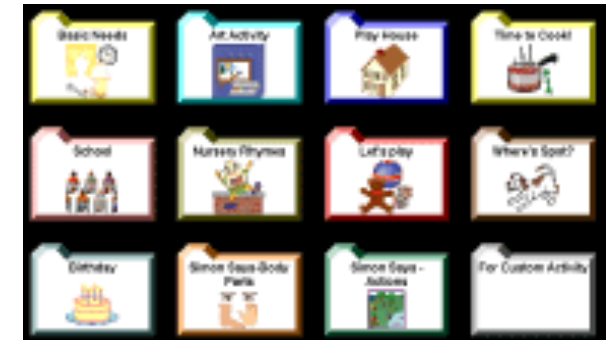 Basic Needs
Art Activity
Play House
Time to Cook!
School
Nursery Rhymes
Let's play
Where's Spot?
Birthday
Simon Says-Body
Parts
Simon Says -
Actions
For Custom Activity